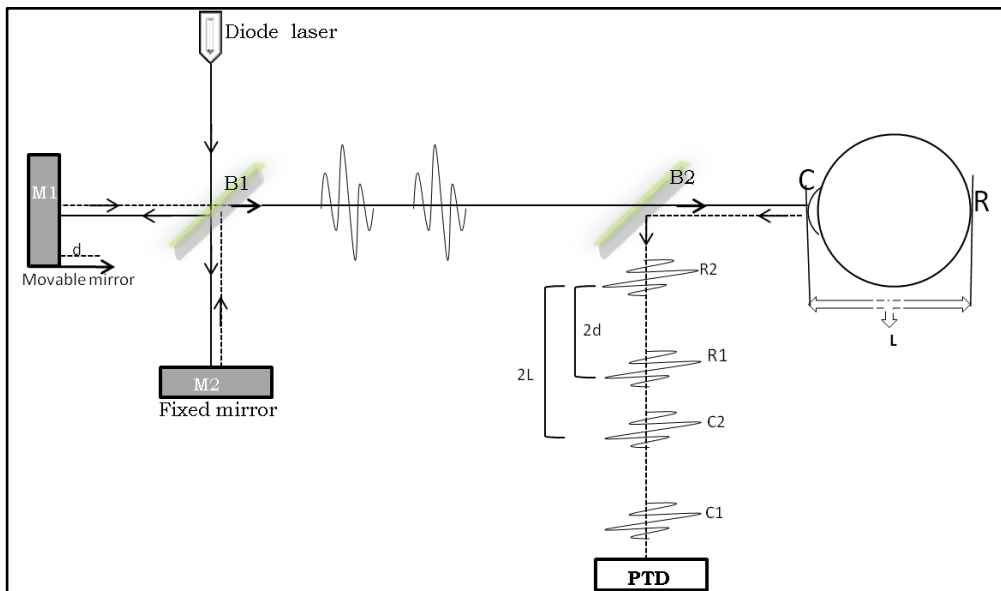 Diode laser
B1
B2
M1
C
R
d
Movable mirror
R2
2d
L
R1
2L
M2
Fixed mirror
C2
C1
PTD